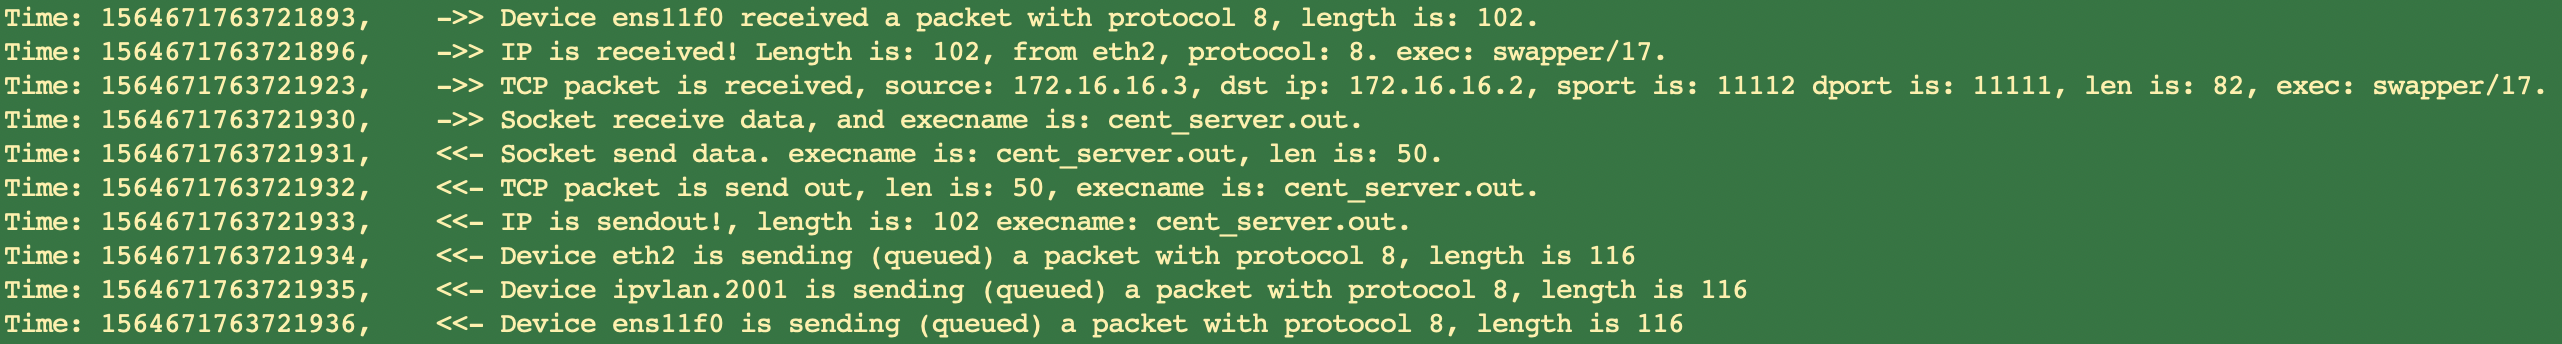 Time: 1564671763721893,    ->> Device ens11f0 received a packet with protocol 8, length is: 102.
Time: 1564671763721896,    ->> IP is received! Length is: 102, from eth2, protocol: 8. exec: swapper/17.
Time: 1564671763721923,    ->> TCP packet is received, source: 172.16.16.3, dst ip: 172.16.16.2, sport is: 11112 dport is: 11111, len is: 82, exec: swapper/17.
Time: 1564671763721930,    ->> Socket receive data, and execname is: cent_server.out.
Time: 1564671763721931,    <<- Socket send data. execname is: cent_server.out, len is: 50.
Time: 1564671763721932,    <<- TCP packet is send out, len is: 50, execname is: cent_server.out.
Time: 1564671763721933,    <<- IP is sendout!, length is: 102 execname: cent_server.out.
Time: 1564671763721934,    <<- Device eth2 is sending (queued) a packet with protocol 8, length is 116
Time: 1564671763721935,    <<- Device ipvlan.2001 is sending (queued) a packet with protocol 8, length is 116
Time: 1564671763721936,    <<- Device ens11f0 is sending (queued) a packet with protocol 8, length is 116